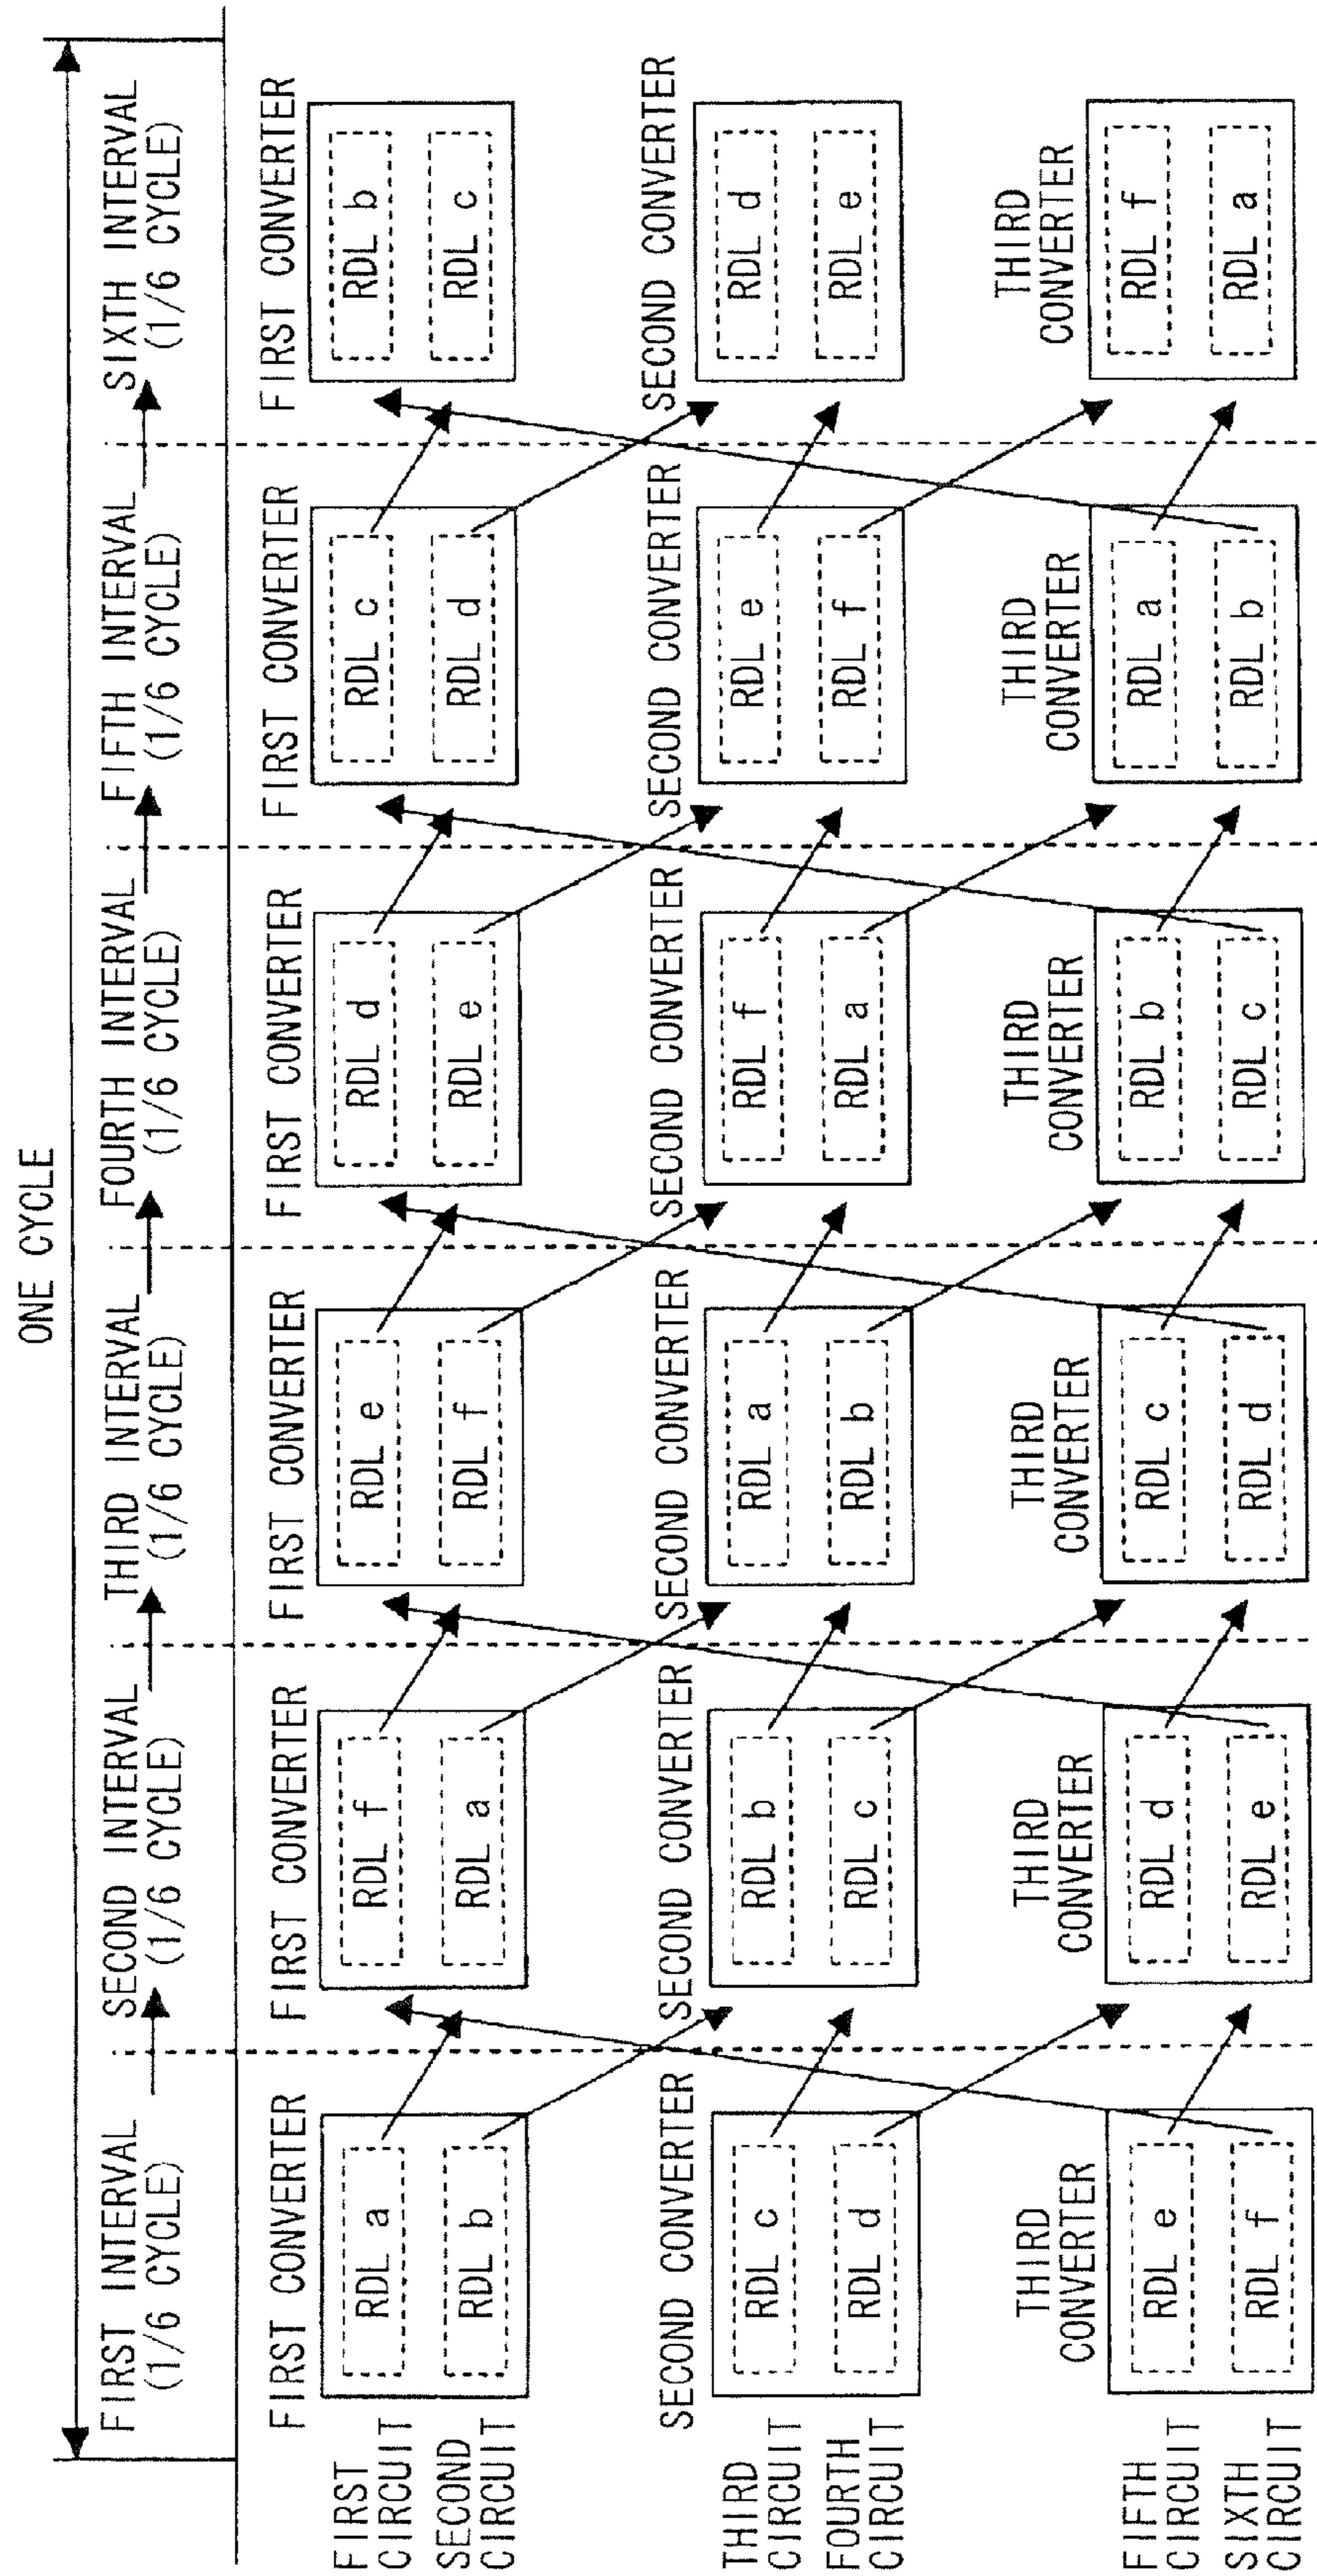 ONE CYCLE
FIRST INTERVAL
(1/6 CYCLE)
SECOND INTERVAL
(1/6 CYCLE)
THIRD INTERVAL
(1/6 CYCLE)
FOURTH INTERVAL
(1/6 CYCLE)
FIFTH INTERVAL
(1/6 CYCLE)
SIXTH INTERVAL
(1/6 CYCLE)
FIRST CONVERTER
FIRST CONVERTER
FIRST CONVERTER
FIRST CONVERTER
FIRST CONVERTER
FIRST CONVERTER
FIRST
CIRCUIT
RDL a
RDL f
RDL e
RDL d
RDL c
RDL b
SECOND
CIRCUIT
RDL b
RDL a
RDL f
RDL e
RDL d
RDL c
SECOND CONVERTER
SECOND CONVERTER
SECOND CONVERTER
SECOND CONVERTER
SECOND CONVERTER
SECOND CONVERTER
THIRD
CIRCUIT
RDL c
RDL b
RDL a
RDL f
RDL e
RDL d
FOURTH
CIRCUIT
RDL d
RDL c
RDL b
RDL a
RDL f
RDL e
THIRD
CONVERTER
THIRD
CONVERTER
THIRD
CONVERTER
THIRD
CONVERTER
THIRD
CONVERTER
THIRD
CONVERTER
FIFTH
CIRCUIT
RDL e
RDL d
RDL c
RDL b
RDL a
RDL f
SIXTH
CIRCUIT
RDL f
RDL e
RDL d
RDL c
RDL b
RDL a